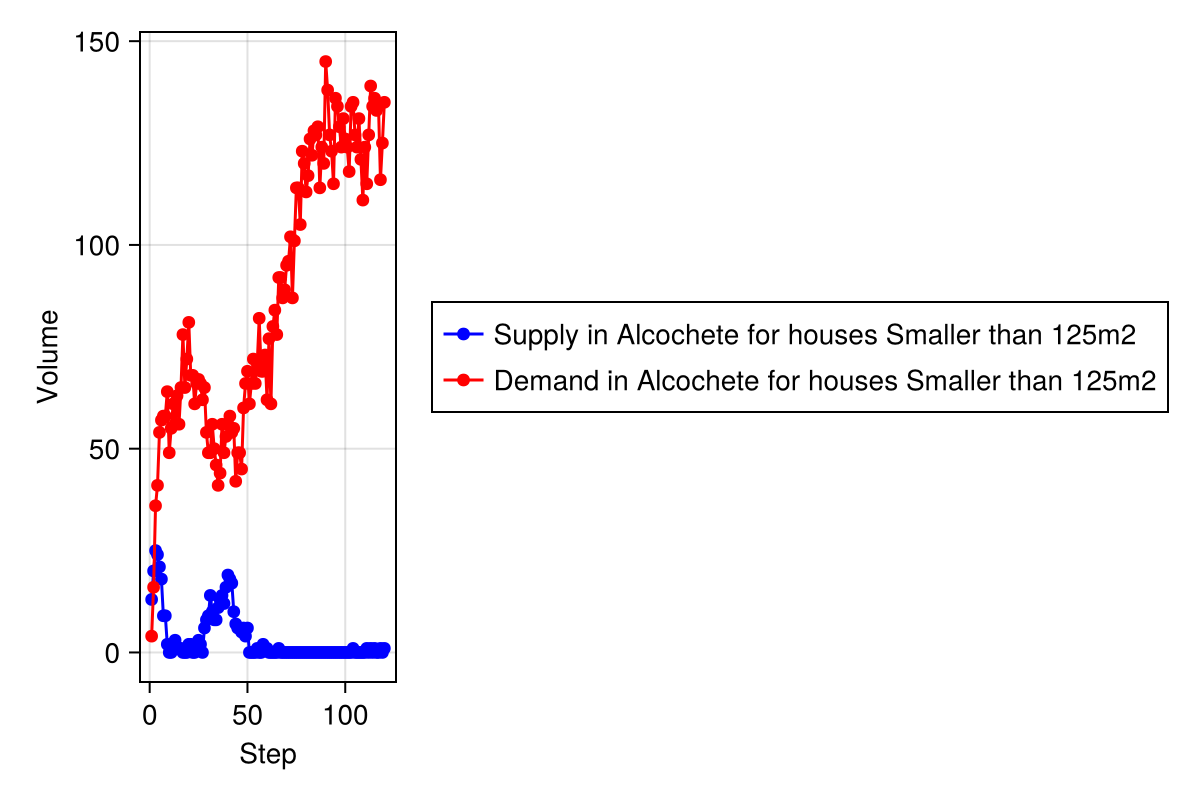 150
100
50
0
Volume
0 50 100
Step
Supply in Alcochete for houses Smaller than 125m2
Demand in Alcochete for houses Smaller than 125m2